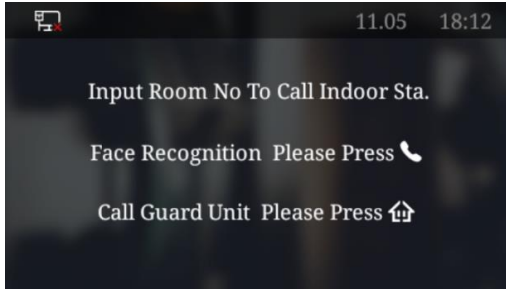 11.05 18:12
Input Room No To Call Indoor Sta.
Face Recognition Please Press
Call Guard Unit Please Press